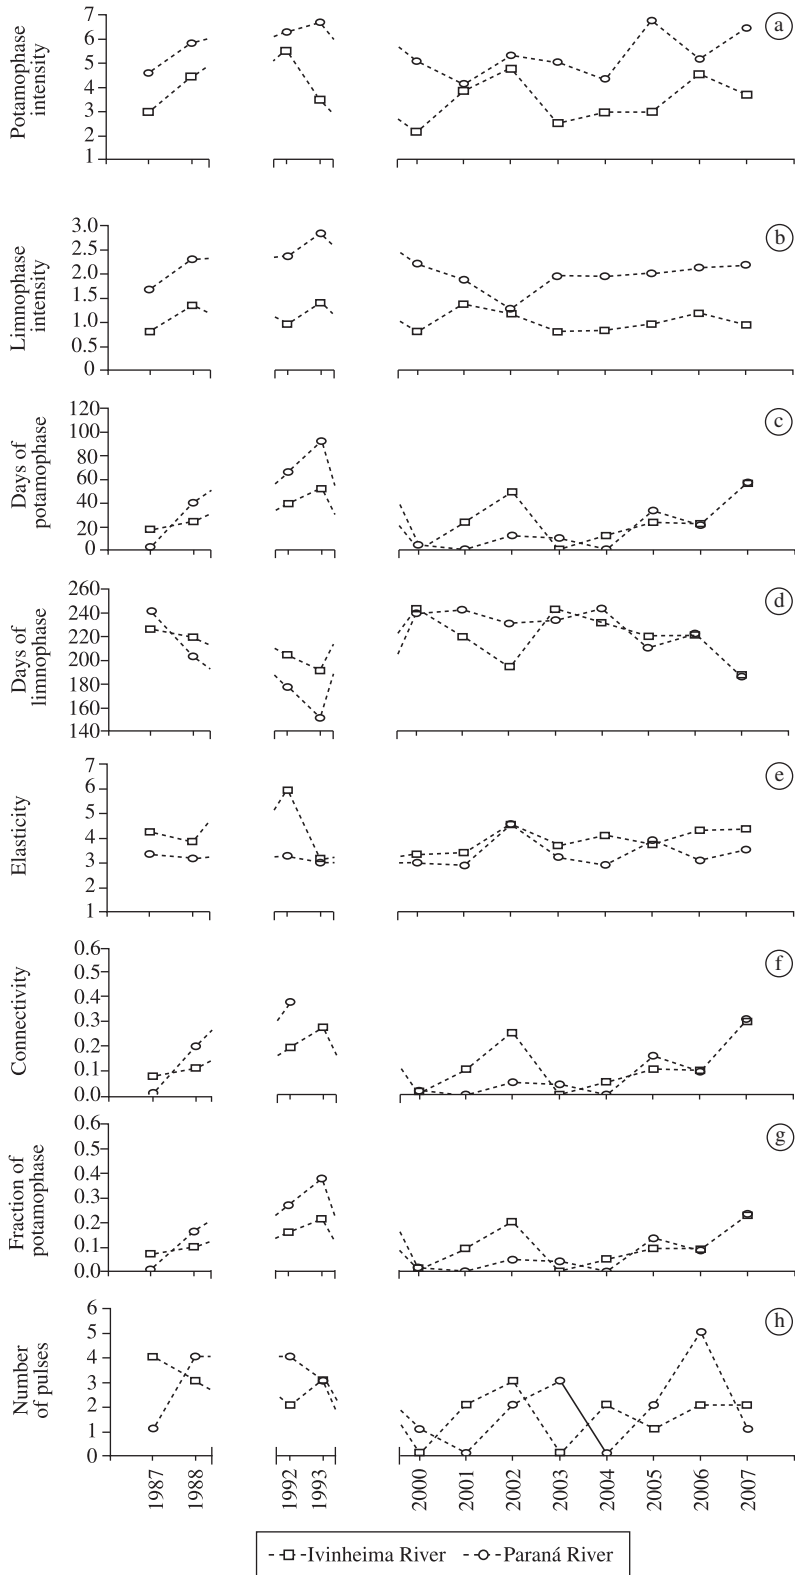 7
6
5
4
3
2
1
Potamophase
intensity
a
3.0
2.5
2.0
1.5
1.0
0.5
0
Limnophase
intensity
b
120
100
80
60
40
20
0
Days of
potamophase
c
260
240
220
200
180
160
140
Days of
limnophase
d
7
6
5
4
3
2
1
Elasticity
e
0.6
0.5
0.4
0.3
0.2
0.1
0.0
Connectivity
f
0.6
0.5
0.4
0.3
0.2
0.1
0.0
Fraction of
potamophase
g
6
5
4
3
2
1
0
Number
of pulses
h
1987 1988 1992 1993 2000 2001 2002 2003 2004 2005 2006 2007
Ivinheima River Paraná River